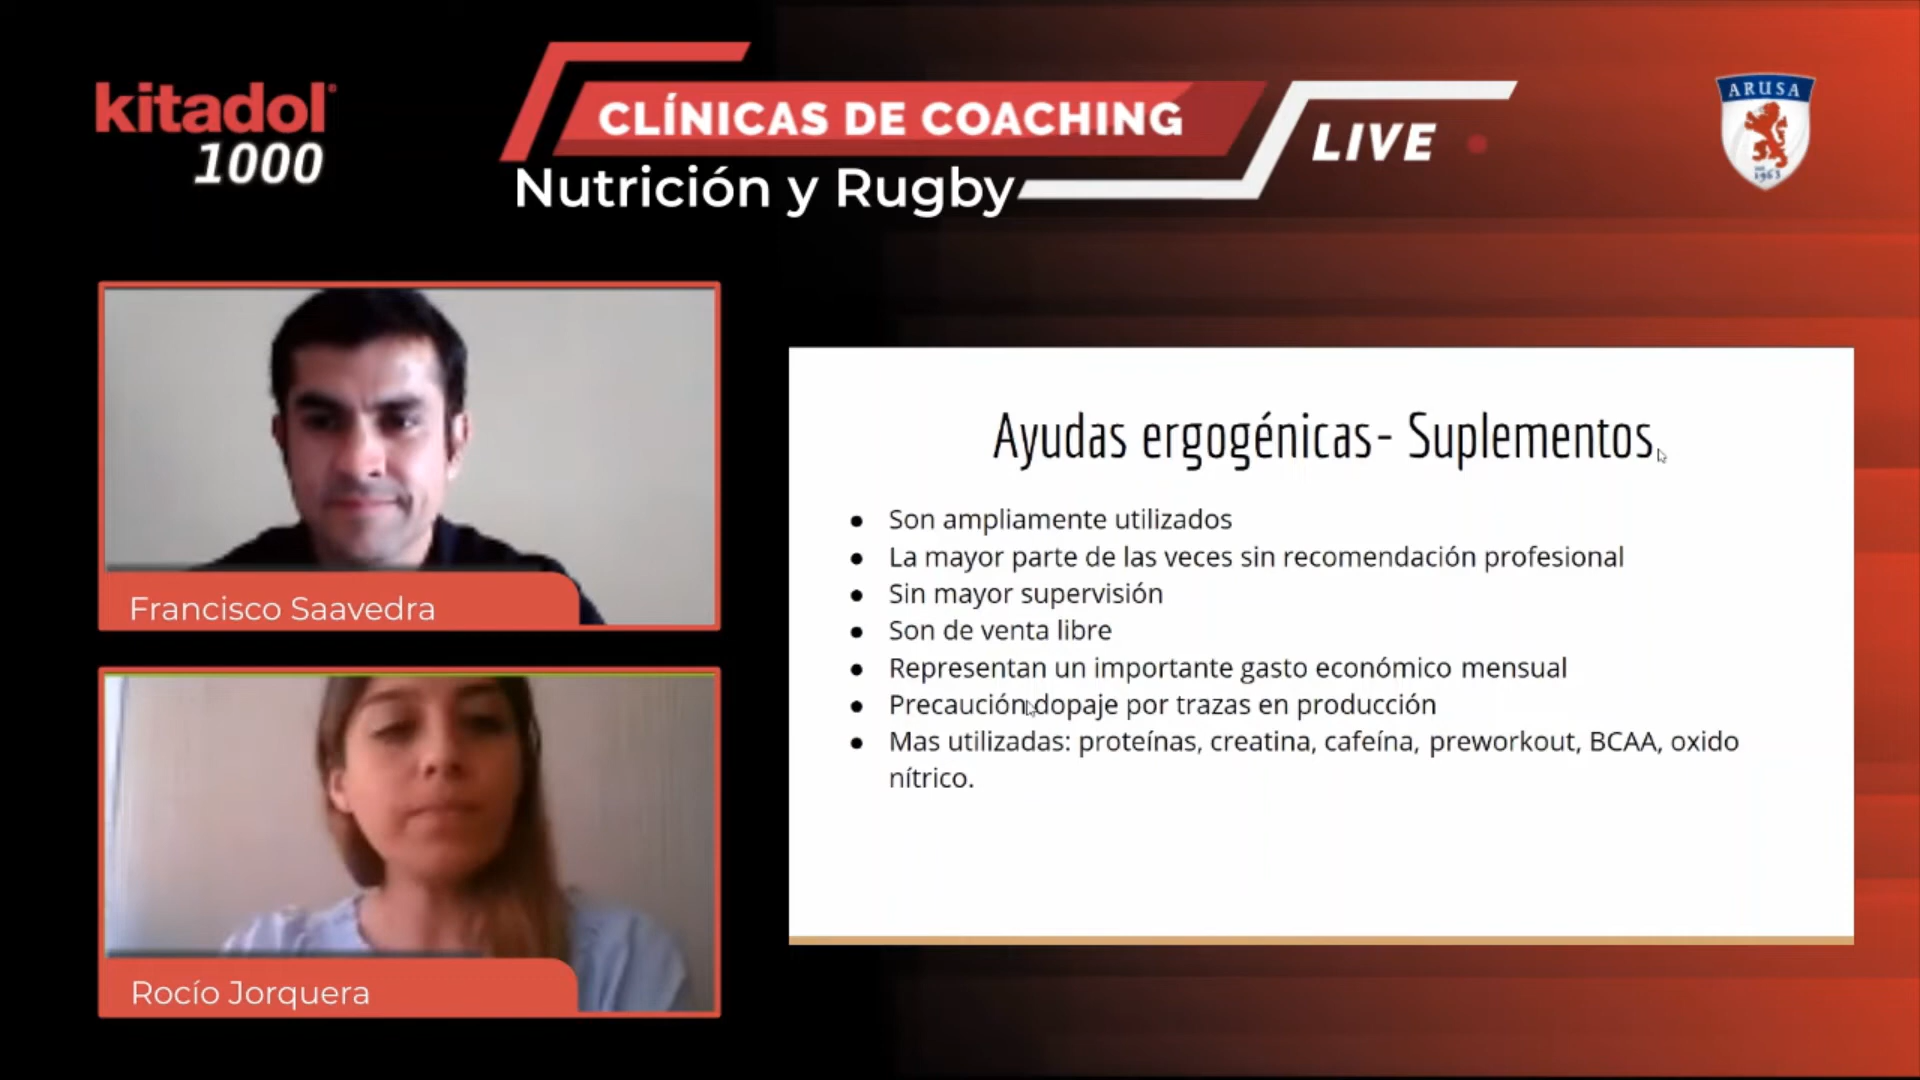 kitadol
1000
CLÍNICAS DE COACHING
LIVE
Nutrición y Rugby
ARUSA
1963
Francisco Saavedra
Rocío Jorquera
Ayudas ergogénicas- Suplementos
● Son ampliamente utilizados
● La mayor parte de las veces sin recomendación profesional
● Sin mayor supervisión
● Son de venta libre
● Representan un importante gasto económico mensual
● Precaución dopaje por trazas en producción
● Mas utilizadas: proteínas, creatina, cafeína, preworkout, BCAA, oxido
nítrico.